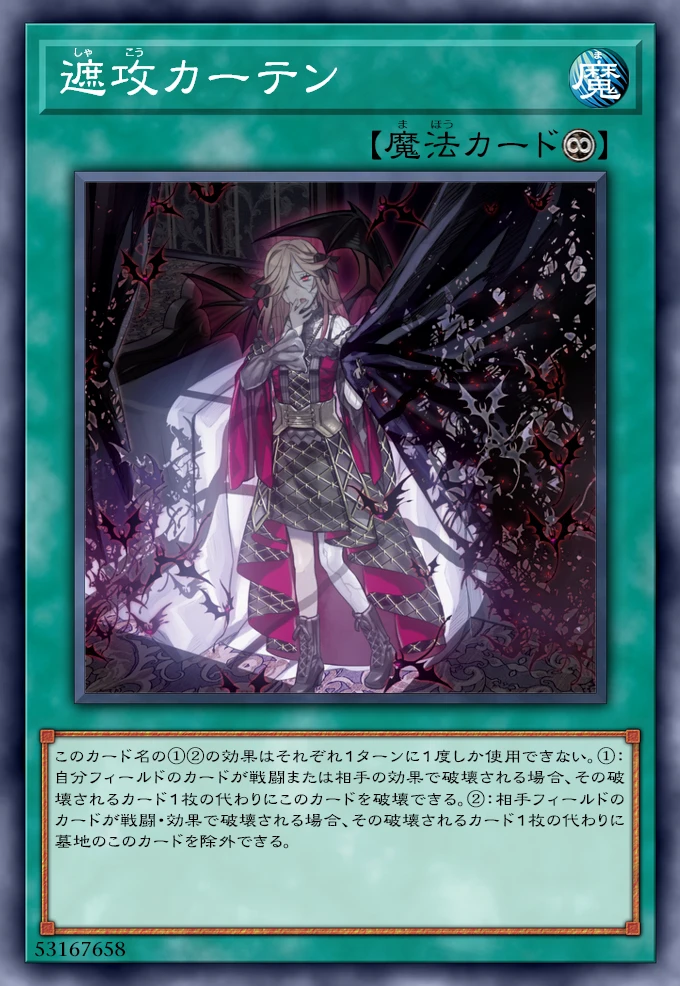 しゃ こう
遮攻カーテン
ま
魔
ま ほう
【魔法カード♾】
このカード名の①②の効果はそれぞれ1ターンに1度しか使用できない。①:
自分フィールドのカードが戦闘または相手の効果で破壊される場合、その破
壊されるカード1枚の代わりにこのカードを破壊できる。②:相手フィールドの
カードが戦闘・効果で破壊される場合、その破壊されるカード1枚の代わりに
墓地のこのカードを除外できる。
53167658